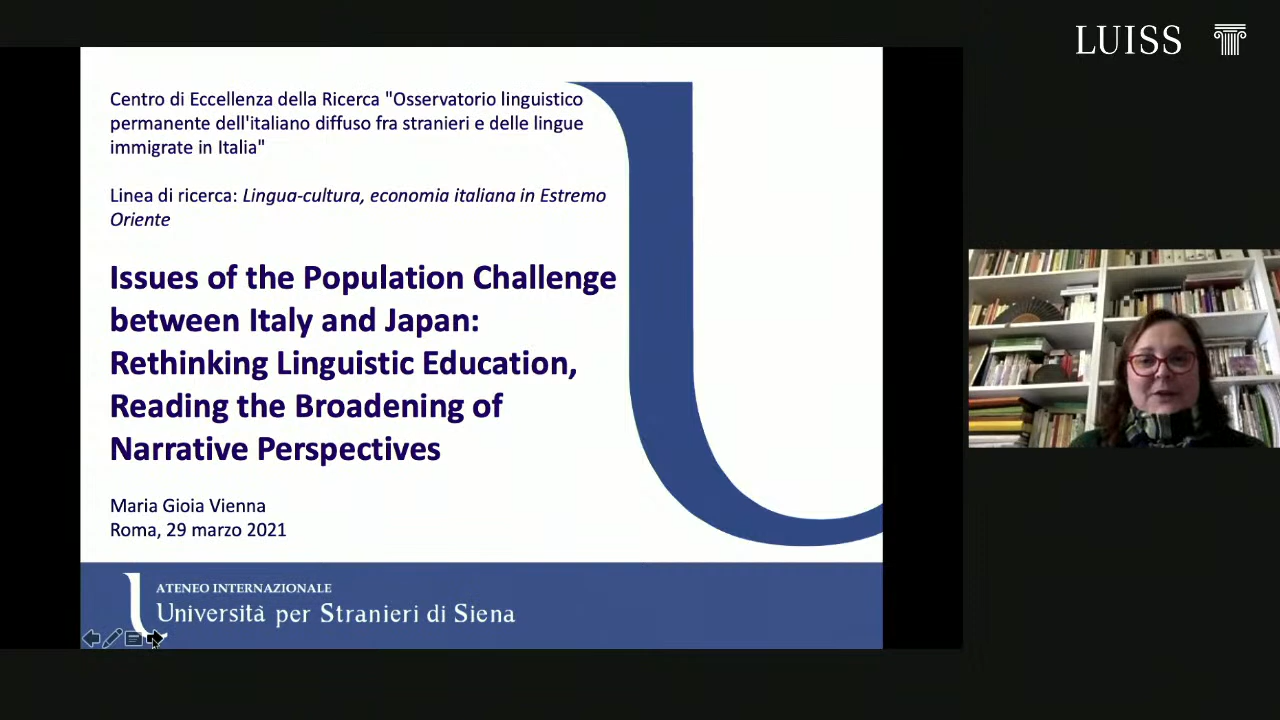 LUISS
Centro di Eccellenza della Ricerca "Osservatorio linguistico
permanente dell'italiano diffuso fra stranieri e delle lingue
immigrate in Italia"
Linea di ricerca: Lingua-cultura, economia italiana in Estremo
Oriente
Issues of the Population Challenge
between Italy and Japan:
Rethinking Linguistic Education,
Reading the Broadening of
Narrative Perspectives
Maria Gioia Vienna
Roma, 29 marzo 2021
ATENEO INTERNAZIONALE
Università per Stranieri di Siena